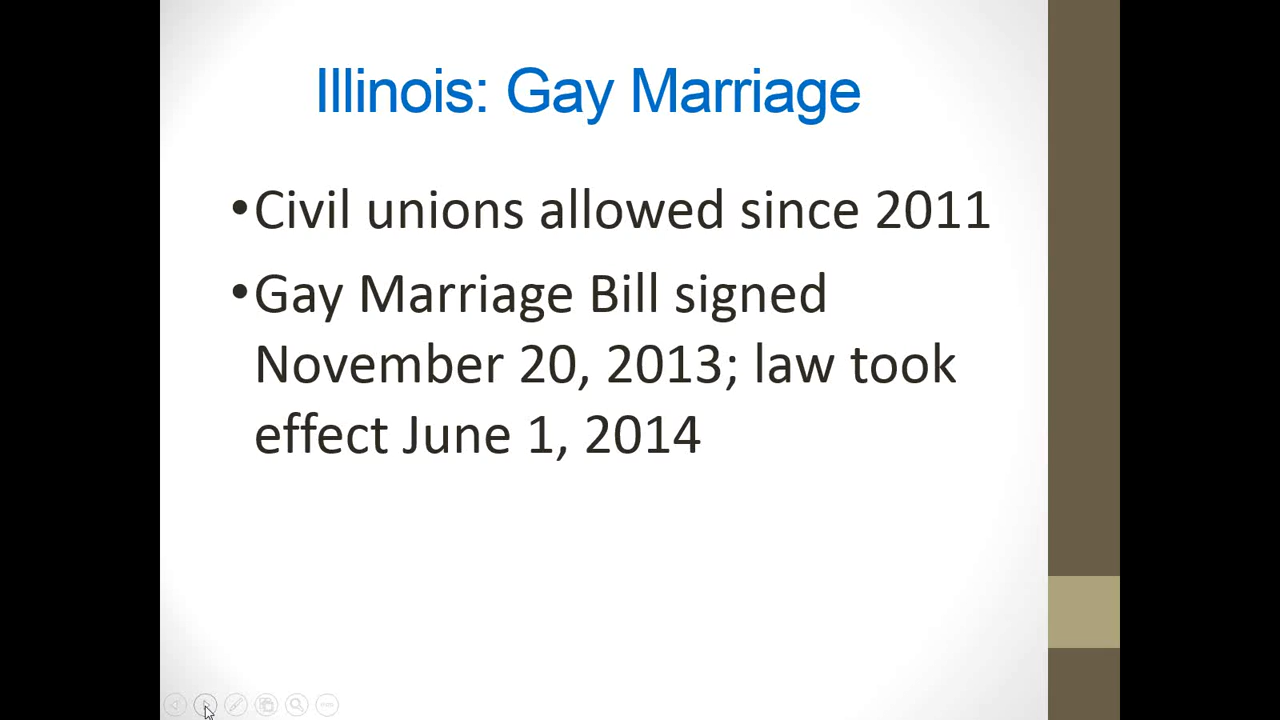 Illinois: Gay Marriage
•Civil unions allowed since 2011
•Gay Marriage Bill signed
November 20, 2013; law took
effect June 1, 2014